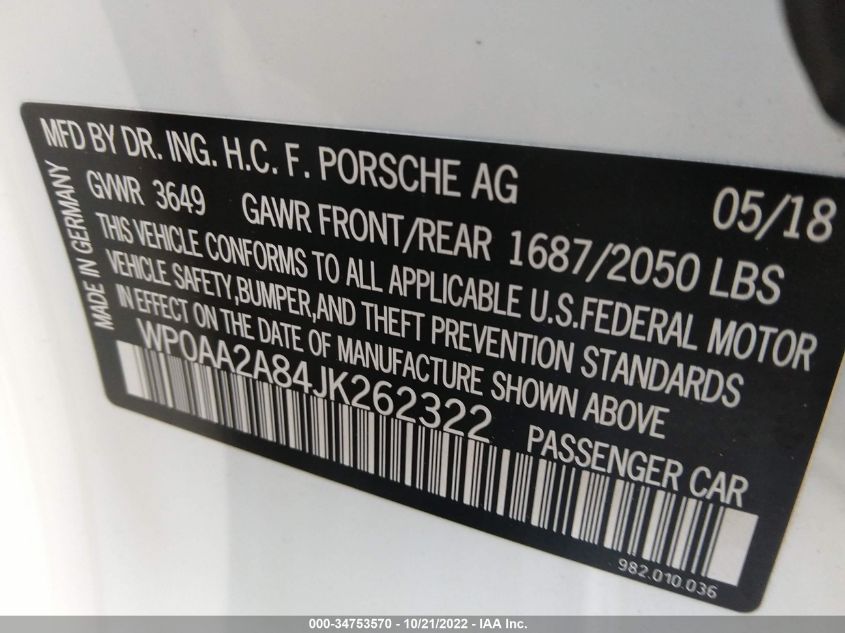 MFD BY DR. ING. H.C. F. PORSCHE AG 05/18
GVWR 3649 GAWR FRONT/REAR 1687/2050 LBS
THIS VEHICLE CONFORMS TO ALL APPLICABLE U.S.FEDERAL MOTOR
VEHICLE SAFETY,BUMPER,AND THEFT PREVENTION STANDARDS
IN EFFECT ON THE DATE OF MANUFACTURE SHOWN ABOVE
WP0AA2A84JK262322 PASSENGER CAR
MADE IN GERMANY
982.010.036
000-34753570 - 10/21/2022 - IAA Inc.